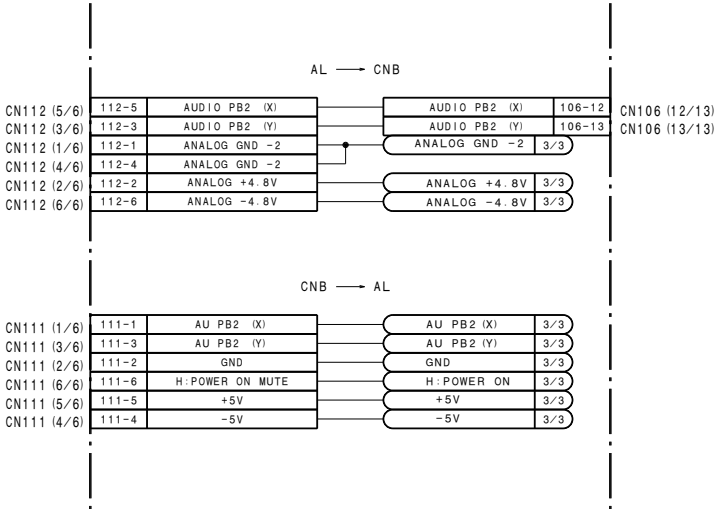 AL → CNB
CN112 (5/6) 112-5 AUDIO PB2 (X) AUDIO PB2 (X) 106-12 CN106 (12/13)
CN112 (3/6) 112-3 AUDIO PB2 (Y) AUDIO PB2 (Y) 106-13 CN106 (13/13)
CN112 (1/6) 112-1 ANALOG GND -2 ANALOG GND -2 3/3
CN112 (4/6) 112-4 ANALOG GND -2
CN112 (2/6) 112-2 ANALOG +4.8V ANALOG +4.8V 3/3
CN112 (6/6) 112-6 ANALOG -4.8V ANALOG -4.8V 3/3
CNB → AL
CN111 (1/6) 111-1 AU PB2 (X) AU PB2 (X) 3/3
CN111 (3/6) 111-3 AU PB2 (Y) AU PB2 (Y) 3/3
CN111 (2/6) 111-2 GND GND 3/3
CN111 (6/6) 111-6 H:POWER ON MUTE H:POWER ON 3/3
CN111 (5/6) 111-5 +5V +5V 3/3
CN111 (4/6) 111-4 -5V -5V 3/3